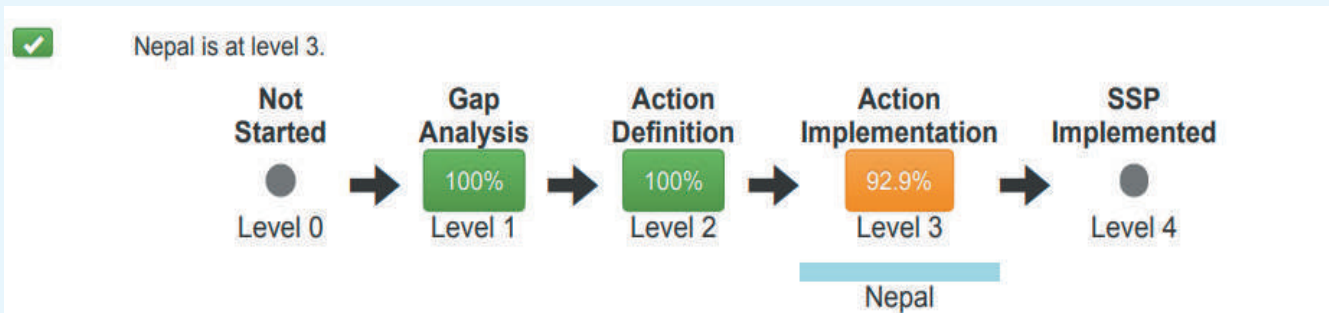 Nepal is at level 3.
Not Started
Gap Analysis
Action Definition
Action Implementation
SSP Implemented
100%
100%
92.9%
Level 0
Level 1
Level 2
Level 3
Level 4
Nepal